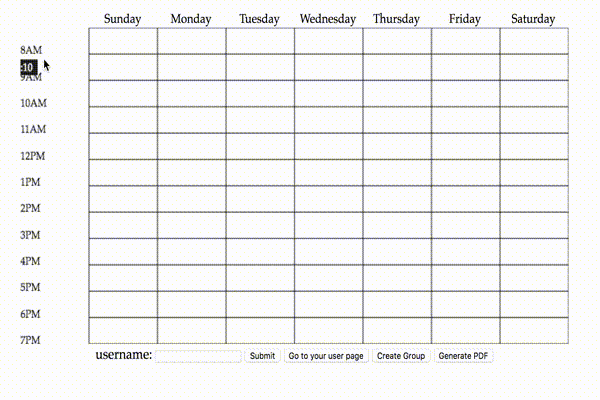 Sunday Monday Tuesday Wednesday Thursday Friday Saturday
8AM
:10
9AM
10AM
11AM
12PM
1PM
2PM
3PM
4PM
5PM
6PM
7PM
username: Submit Go to your user page Create Group Generate PDF